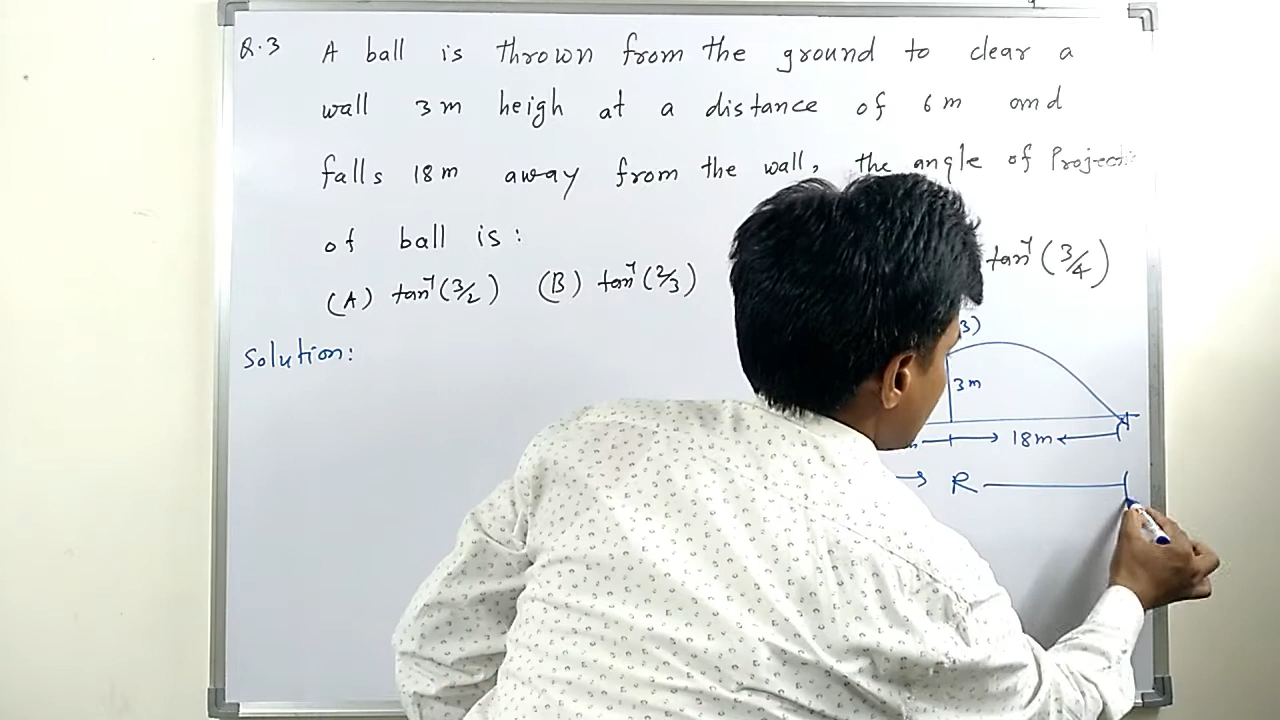 Q.3 A ball is thrown from the ground to clear a
wall 3m heigh at a distance of 6m and
falls 18m away from the wall, the angle of
of ball is:
(A) tan⁻¹(3/2) (B) tan⁻¹(2/3) tan⁻¹(3/4)
Solution:
3)
3m
18m
R